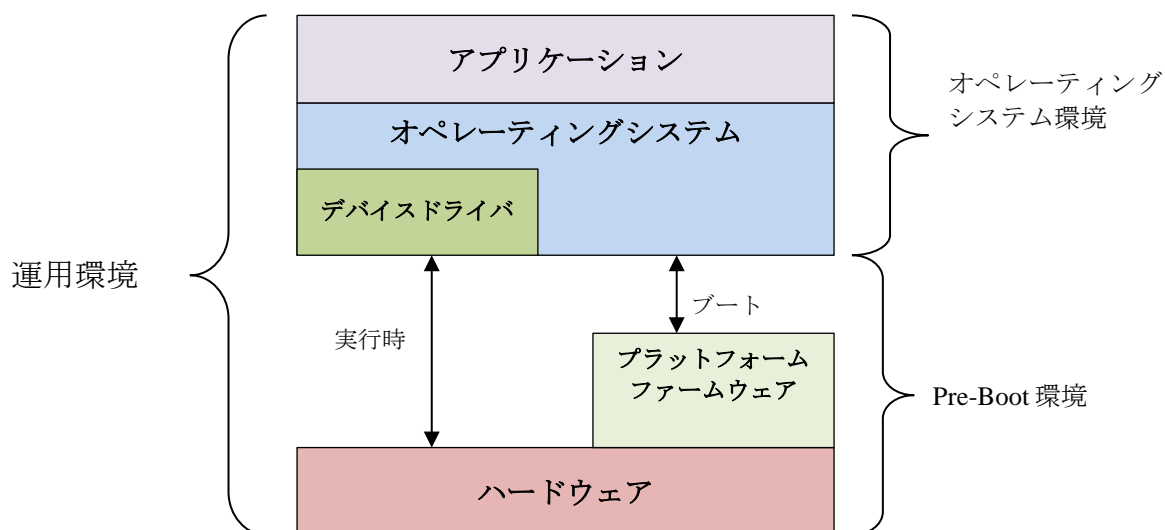 アプリケーション
オペレーティング
システム環境
オペレーティングシステム
デバイスドライバ
運用環境
実行時
ブート
プラットフォーム
ファームウェア
Pre-Boot 環境
ハードウェア